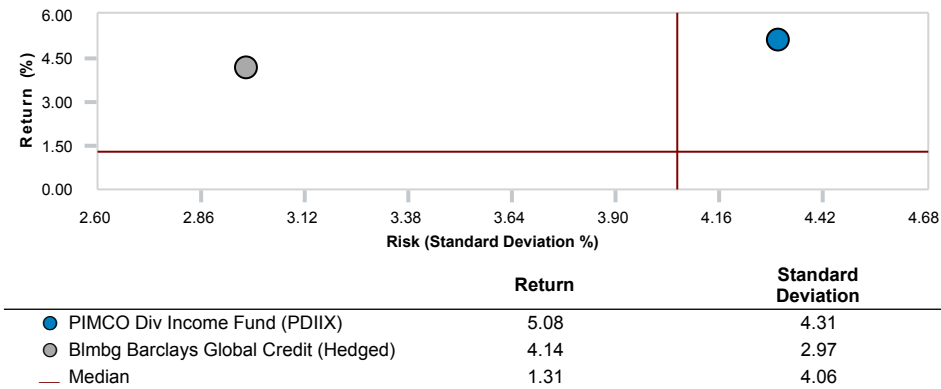 6.00
4.50
3.00
1.50
0.00
Return (%)
2.60 2.86 3.12 3.38 3.64 3.90 4.16 4.42 4.68
Risk (Standard Deviation %)
Return Standard Deviation
PIMCO Div Income Fund (PDIIX) 5.08 4.31
Blmbg Barclays Global Credit (Hedged) 4.14 2.97
Median 1.31 4.06